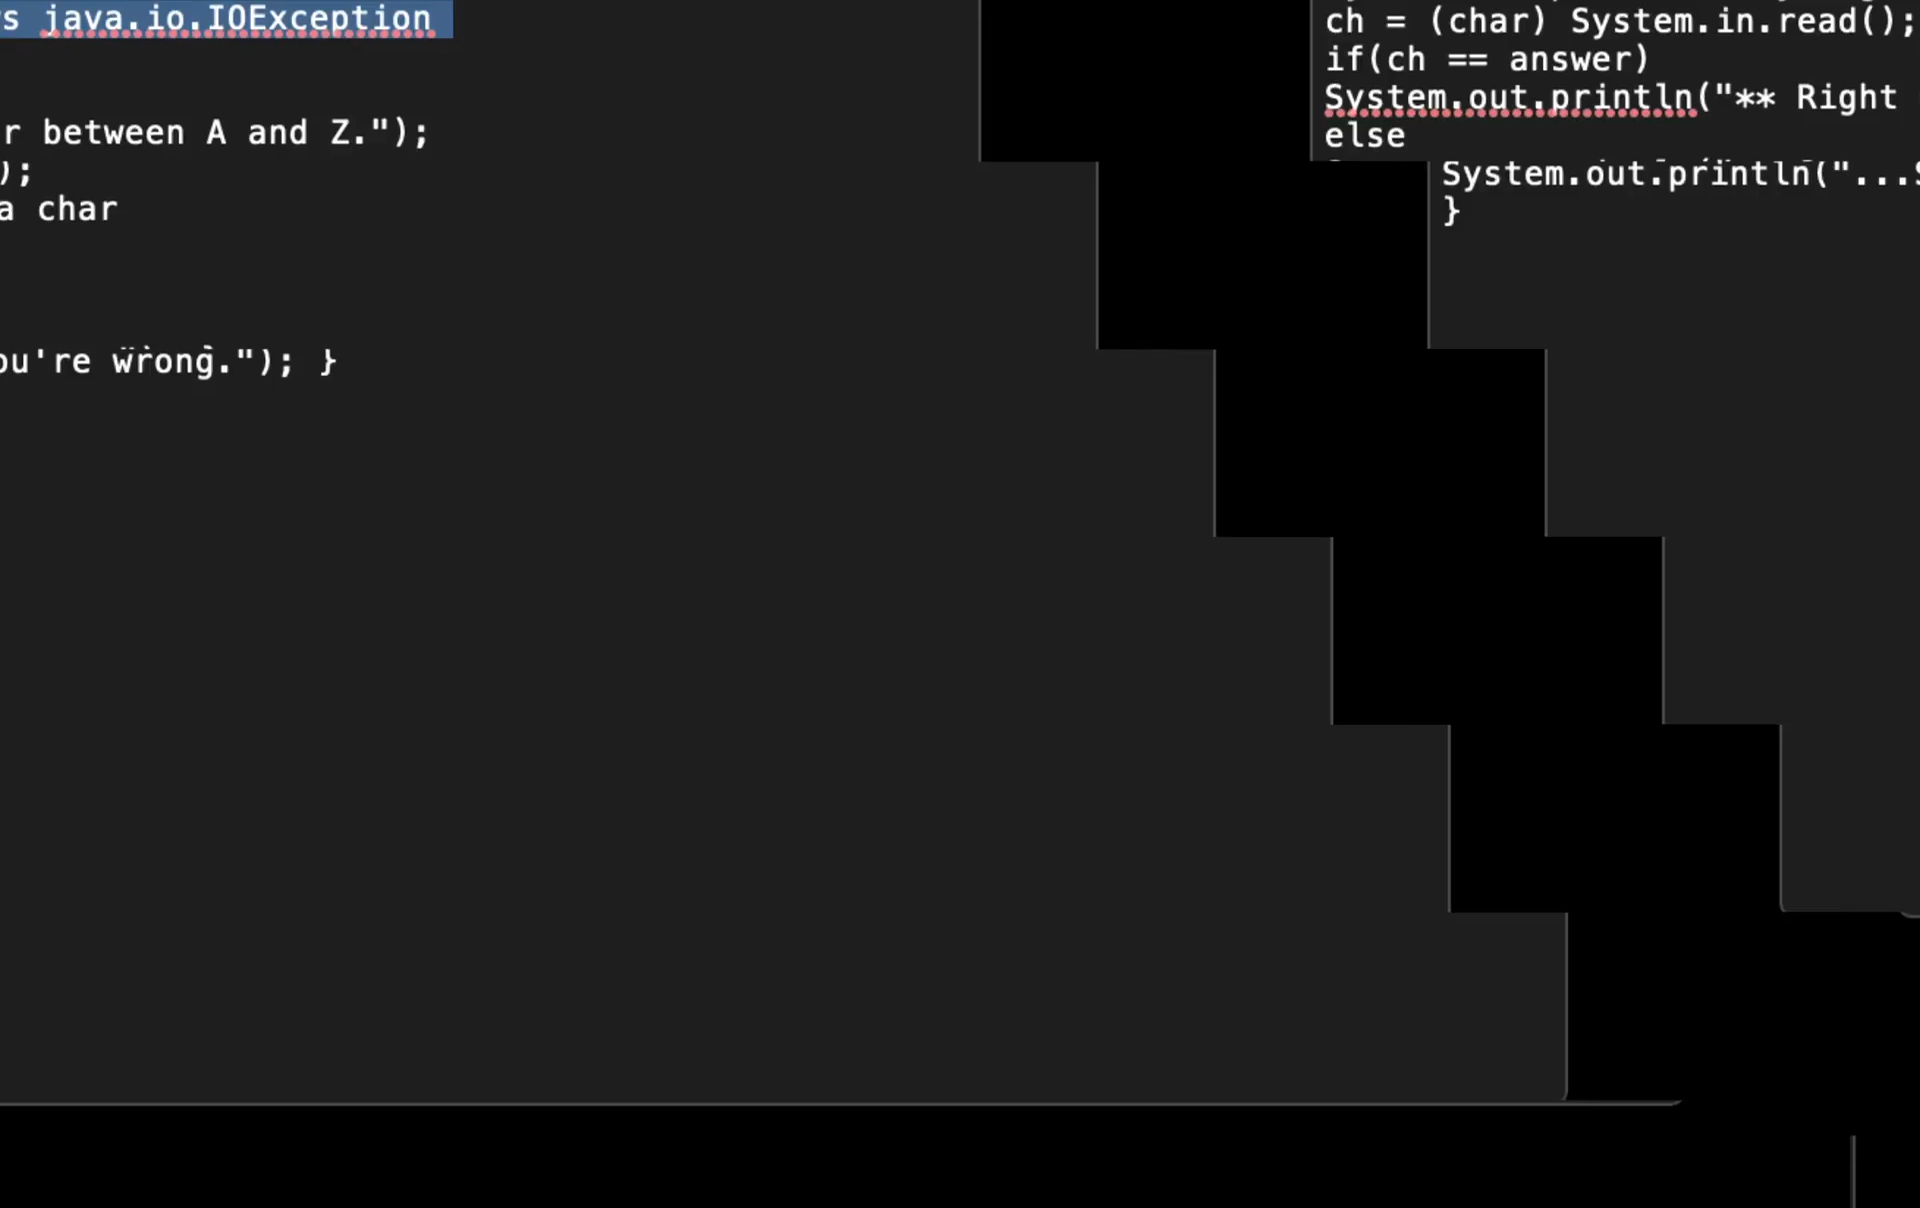 s java.io.IOException
r between A and Z.");
);
a char
ou're wrong."); }
ch = (char) System.in.read();
if(ch == answer)
System.out.println("** Right
else
System.out.println("...S
}